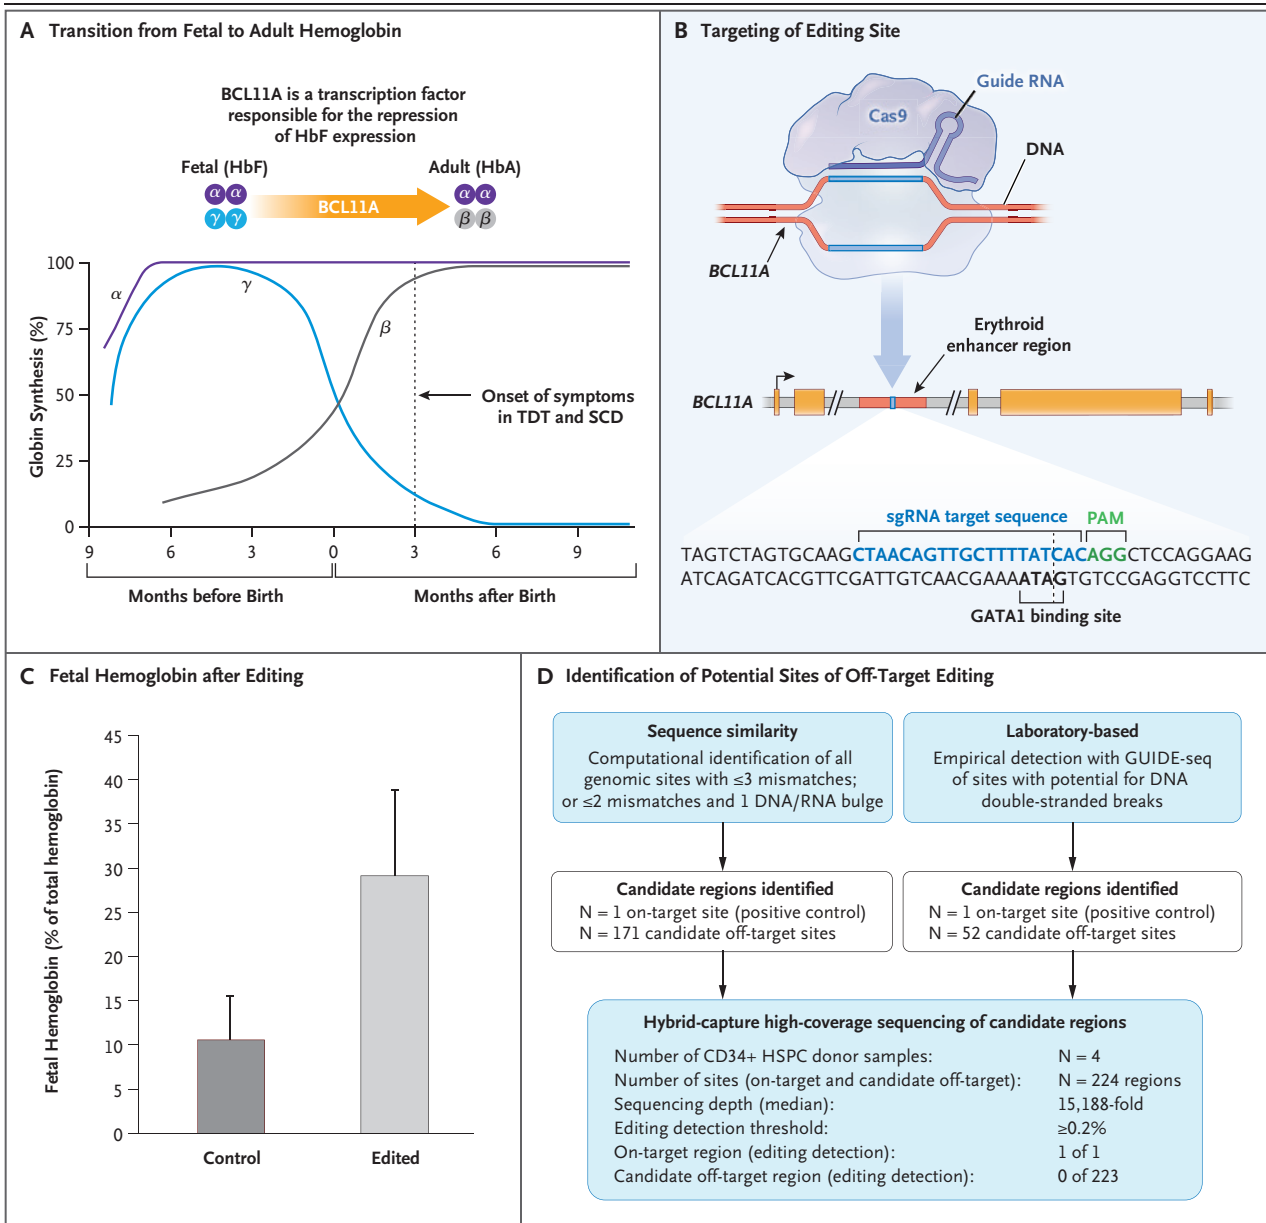 A Transition from Fetal to Adult Hemoglobin
BCL11A is a transcription factor
responsible for the repression
of HbF expression
Fetal (HbF)
Adult (HbA)
α α
γ γ
BCL11A
α α
β β
Globin Synthesis (%)
100
75
50
25
0
α
γ
β
Onset of symptoms
in TDT and SCD
9 6 3 0 3 6 9
Months before Birth
Months after Birth
B Targeting of Editing Site
Guide RNA
Cas9
DNA
BCL11A
Erythroid
enhancer region
BCL11A
sgRNA target sequence
PAM
TAGTCTAGTGCAAGCTAACAGTTGCTTTTATCACAGGCTCCAGGAAG
ATCAGATCACGTTCGATTGTCAACGAAAATAGTGTCCGAGGTCCTTC
GATA1 binding site
C Fetal Hemoglobin after Editing
Fetal Hemoglobin (% of total hemoglobin)
45
40
35
30
25
20
15
10
5
0
Control
Edited
D Identification of Potential Sites of Off-Target Editing
Sequence similarity
Computational identification of all
genomic sites with ≤3 mismatches;
or ≤2 mismatches and 1 DNA/RNA bulge
Laboratory-based
Empirical detection with GUIDE-seq
of sites with potential for DNA
double-stranded breaks
Candidate regions identified
N = 1 on-target site (positive control)
N = 171 candidate off-target sites
Candidate regions identified
N = 1 on-target site (positive control)
N = 52 candidate off-target sites
Hybrid-capture high-coverage sequencing of candidate regions
Number of CD34+ HSPC donor samples: N = 4
Number of sites (on-target and candidate off-target): N = 224 regions
Sequencing depth (median): 15,188-fold
Editing detection threshold: ≥0.2%
On-target region (editing detection): 1 of 1
Candidate off-target region (editing detection): 0 of 223